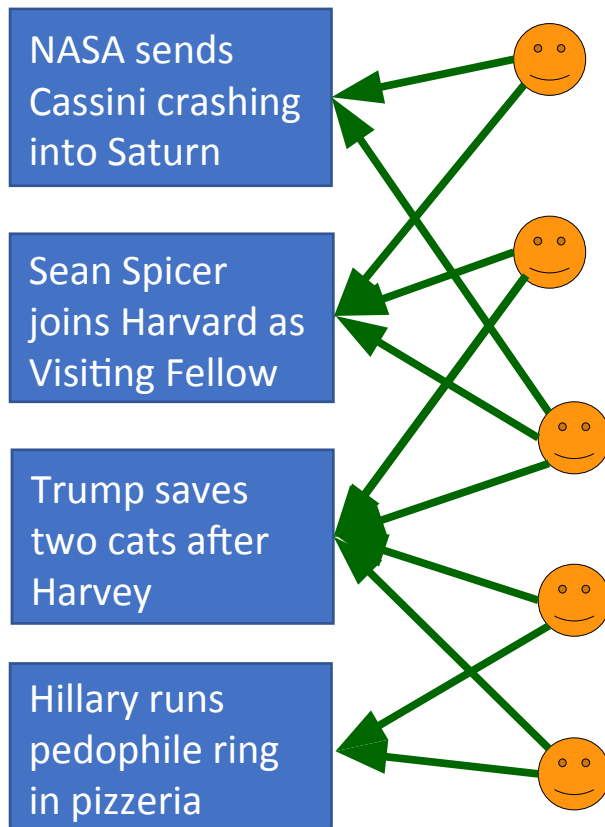 NASA sends
Cassini crashing
into Saturn
Sean Spicer
joins Harvard as
Visiting Fellow
Trump saves
two cats after
Harvey
Hillary runs
pedophile ring
in pizzeria